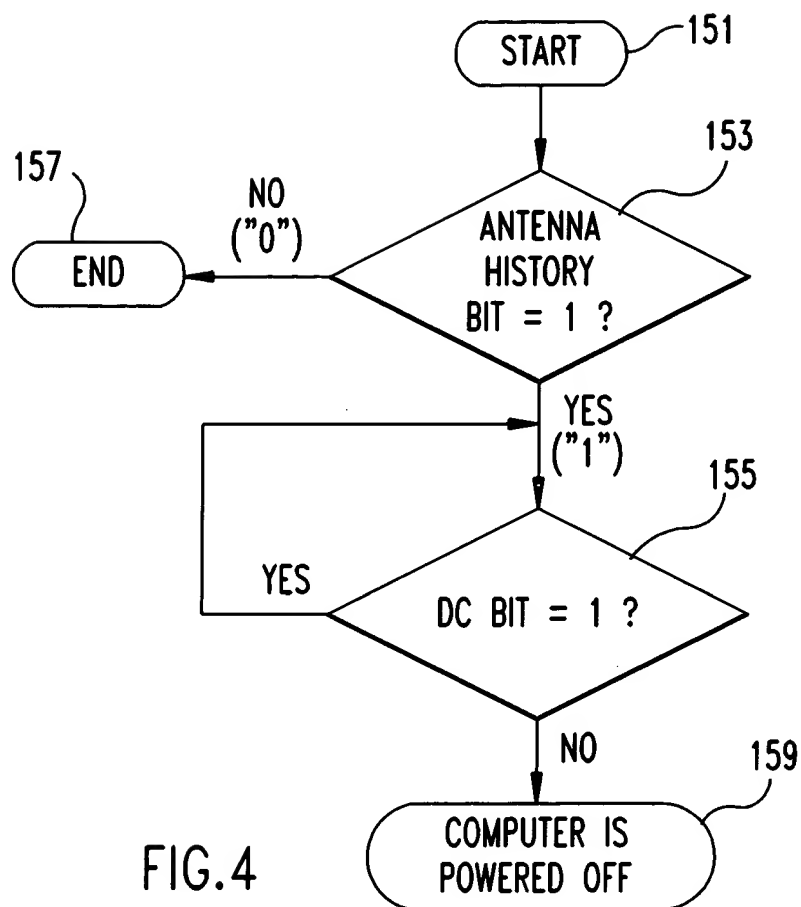 START
151
153
157
NO
("0")
END
ANTENNA
HISTORY
BIT = 1 ?
YES
("1")
155
YES
DC BIT = 1 ?
NO
159
COMPUTER IS
POWERED OFF
FIG.4